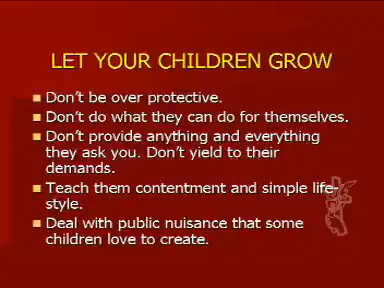 LET YOUR CHILDREN GROW
Don't be over protective.
Don't do what they can do for themselves.
Don't provide anything and everything
they ask you. Don't yield to their
demands.
Teach them contentment and simple life-
style.
Deal with public nuisance that some
children love to create.